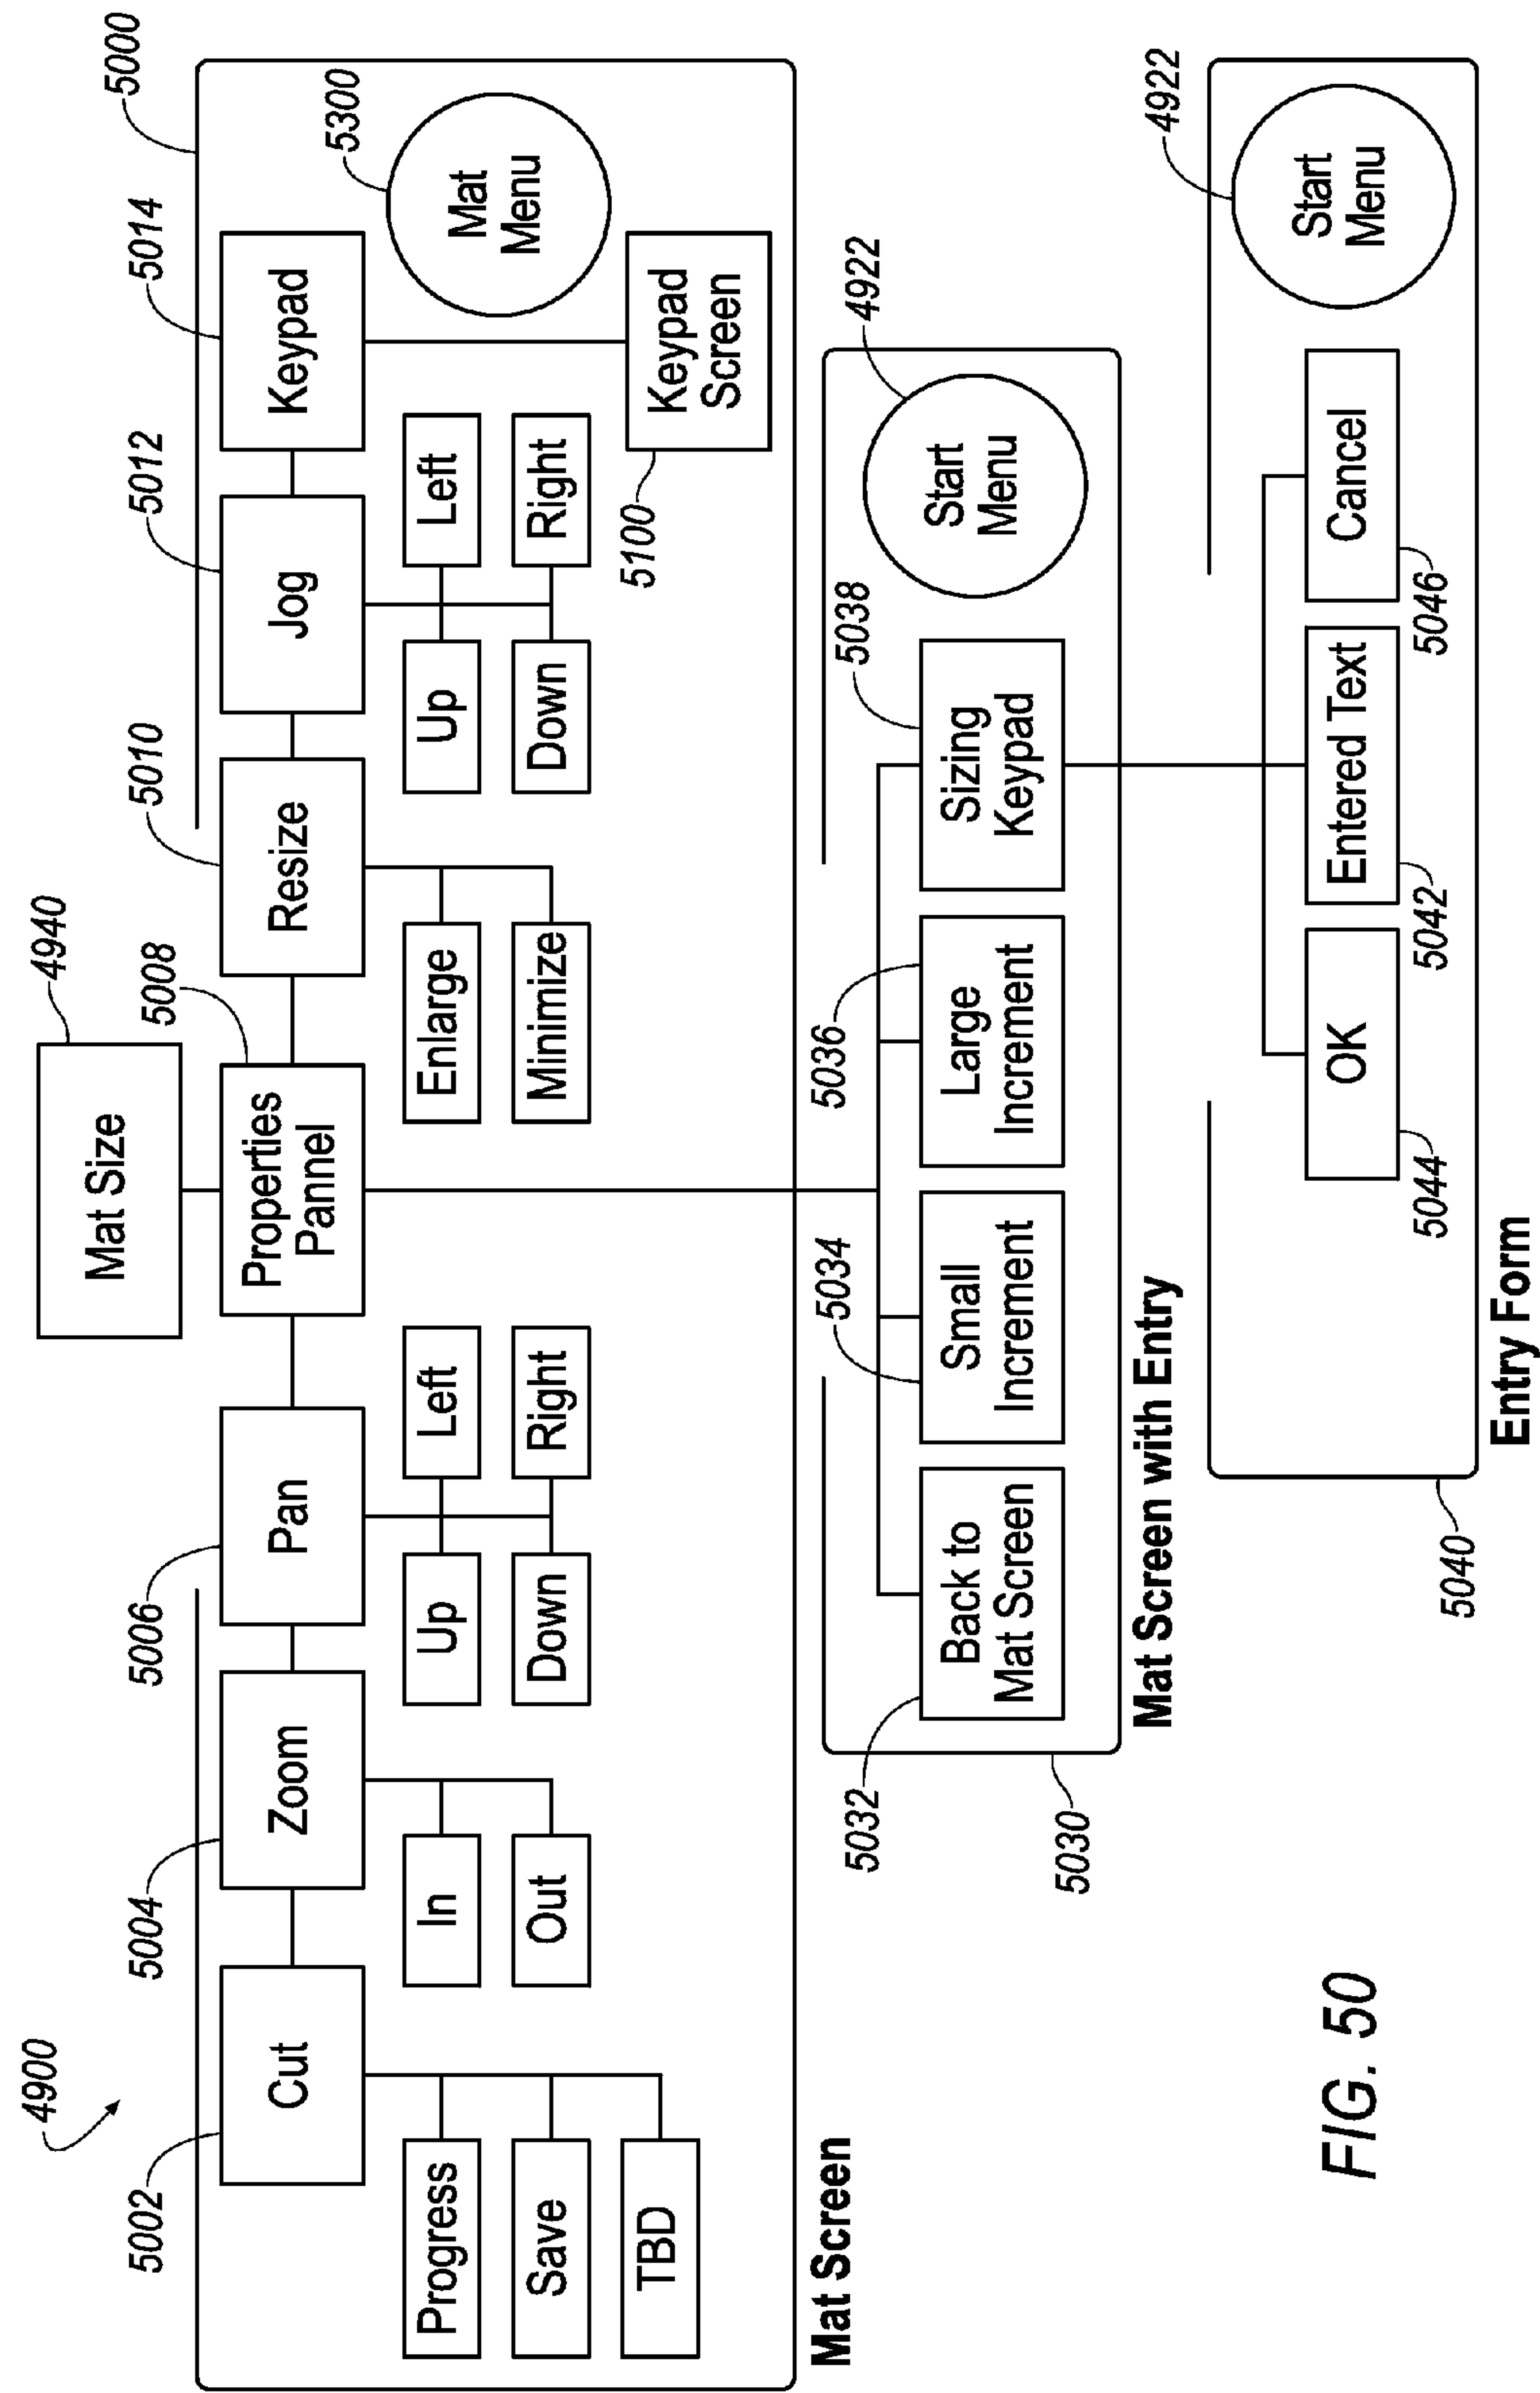 4900
4940
Mat Size
5002
5004
5006
5008
5010
5012
5014
5000
Cut
Zoom
Pan
Properties
Pannel
Resize
Jog
Keypad
5300
Mat
Menu
Progress
Save
TBD
In
Out
Up
Left
Down
Right
Enlarge
Minimize
Up
Left
Down
Right
5100
Keypad
Screen
Mat Screen
5032
5034
5036
5038
4922
Back to
Mat Screen
Small
Increment
Large
Increment
Sizing
Keypad
Start
Menu
5030
Mat Screen with Entry
4922
Start
Menu
OK
Entered Text
Cancel
5044
5042
5046
5040
Entry Form
FIG. 50